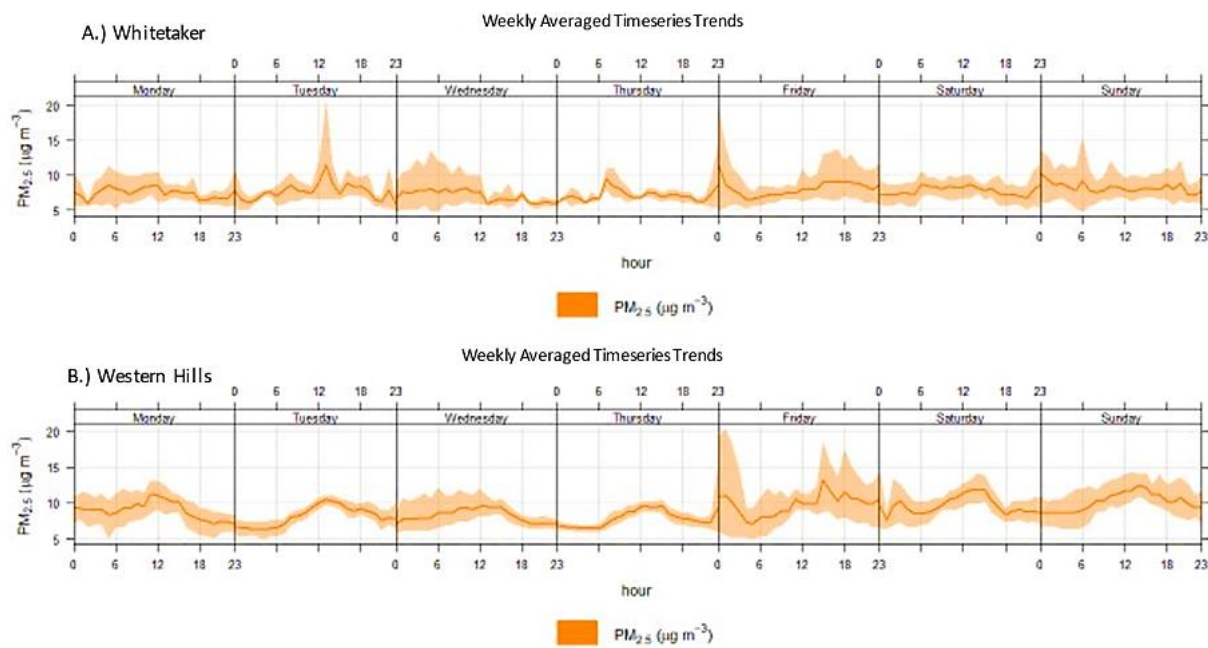 Weekly Averaged Timeseries Trends
A.) Whitetaker
0 6 12 18 23 0 6 12 18 23 0 6 12 18 23
Monday Tuesday Wednesday Thursday Friday Saturday Sunday
PM2.5 (µg m−3)
20
15
10
5
0 6 12 18 23 0 6 12 18 23 0 6 12 18 23 0 6 12 18 23
hour
PM2.5 (µg m−3)
Weekly Averaged Timeseries Trends
B.) Western Hills
0 6 12 18 23 0 6 12 18 23 0 6 12 18 23
Monday Tuesday Wednesday Thursday Friday Saturday Sunday
PM2.5 (µg m−3)
20
15
10
5
0 6 12 18 23 0 6 12 18 23 0 6 12 18 23 0 6 12 18 23
hour
PM2.5 (µg m−3)